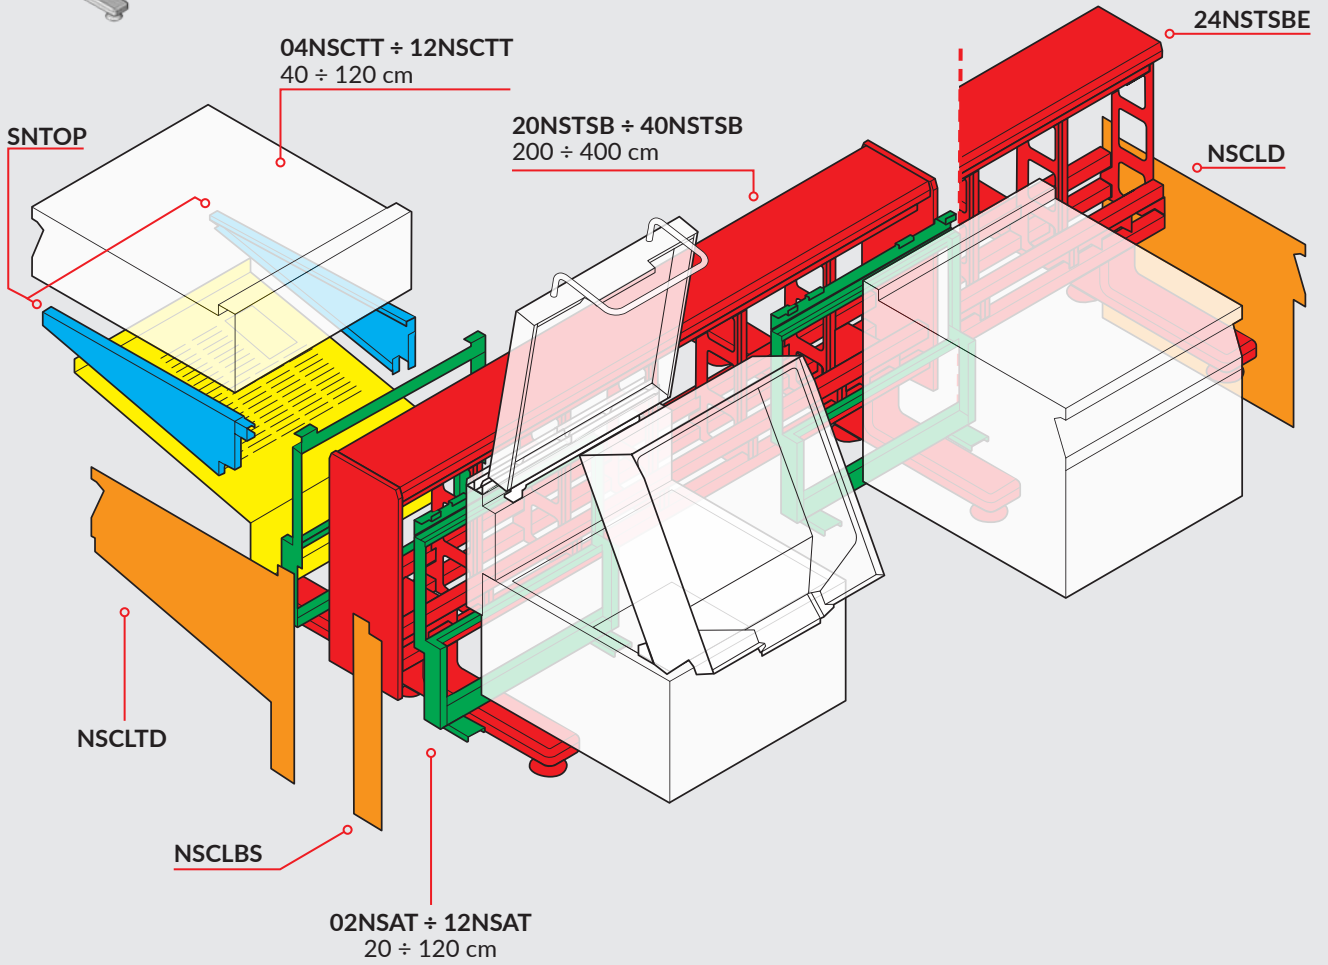 24NSTSBE
04NSCTT ÷ 12NSCTT
40 ÷ 120 cm
20NSTSB ÷ 40NSTSB
200 ÷ 400 cm
SNTOP
NSCLD
NSCLTD
NSCLBS
02NSAT ÷ 12NSAT
20 ÷ 120 cm